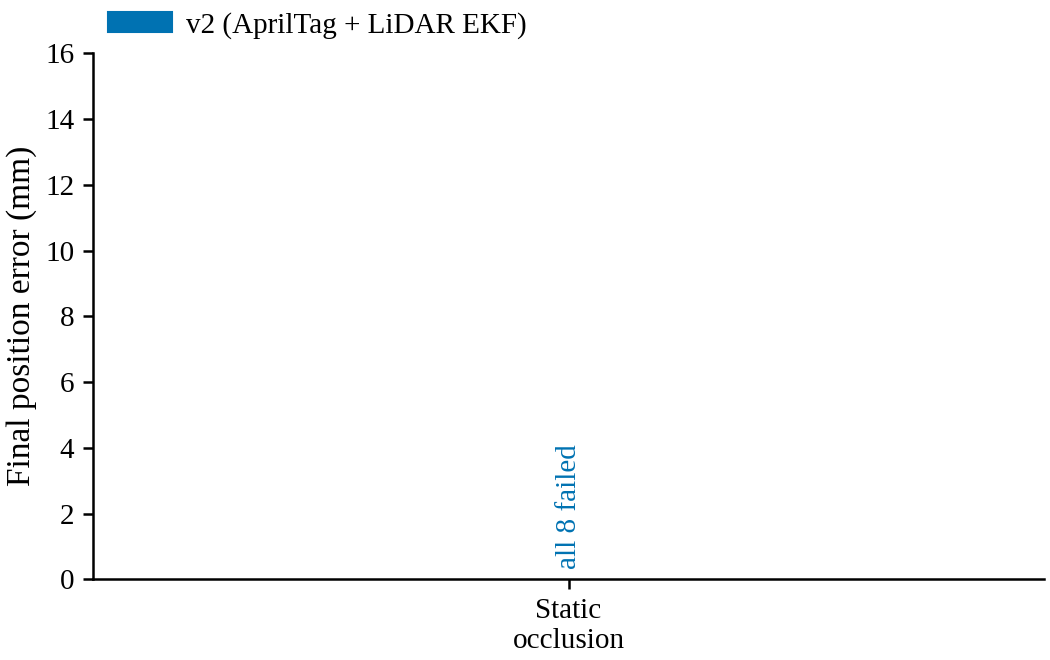 v2 (AprilTag + LiDAR EKF)
16
14
12
10
8
6
4
2
0
Final position error (mm)
all 8 failed
Static
occlusion